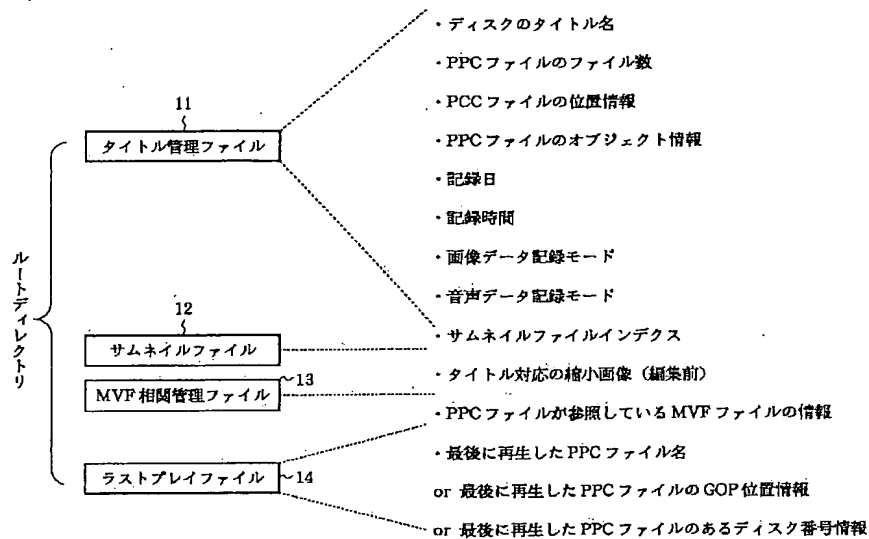 ・ディスクのタイトル名
・PPCファイルのファイル数
11
・PCCファイルの位置情報
タイトル管理ファイル
・PPCファイルのオブジェクト情報
・記録日
・記録時間
・画像データ記録モード
・音声データ記録モード
ルートディレクトリ
12
・サムネイルファイルインデクス
サムネイルファイル
・タイトル対応の縮小画像（編集前）
13
MVF相関管理ファイル
・PPCファイルが参照しているMVFファイルの情報
・最後に再生したPPCファイル名
ラストプレイファイル
14
or 最後に再生したPPCファイルのGOP位置情報
or 最後に再生したPPCファイルのあるディスク番号情報